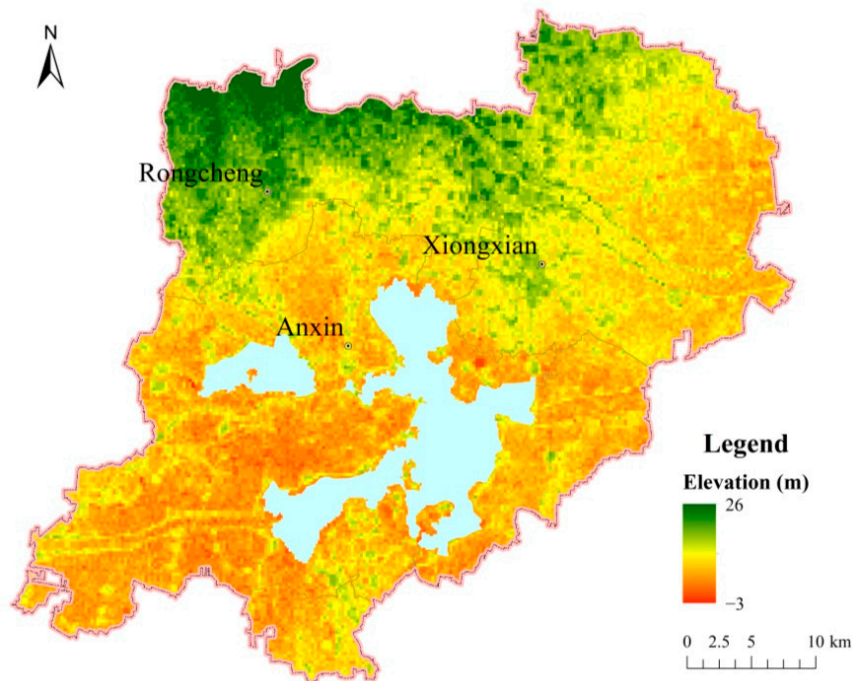 N
Rongcheng
Xiongxian
Anxin
Legend
Elevation (m)
26
−3
0 2.5 5 10 km